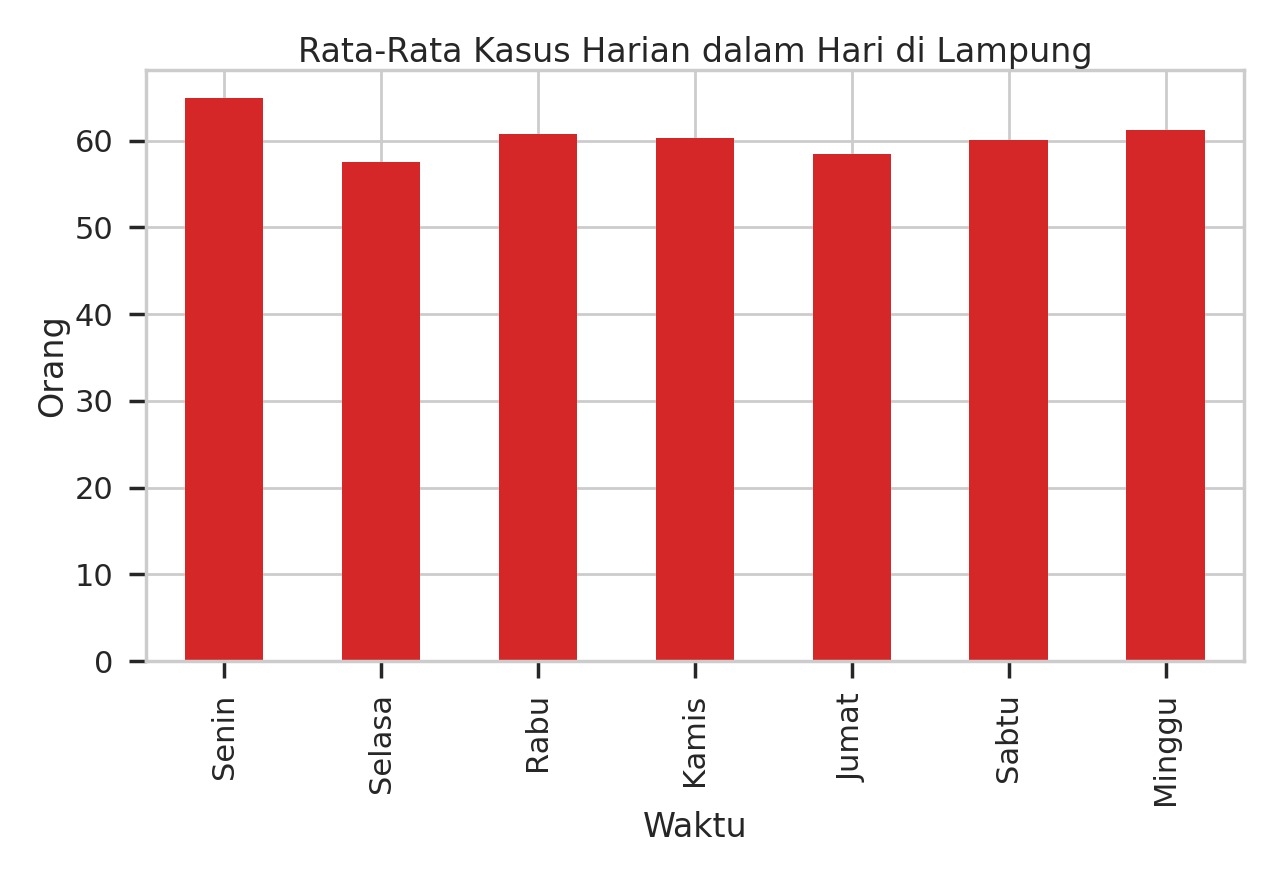 Rata-Rata Kasus Harian dalam Hari di Lampung
Orang
60
50
40
30
20
10
0
Senin
Selasa
Rabu
Kamis
Jumat
Sabtu
Minggu
Waktu